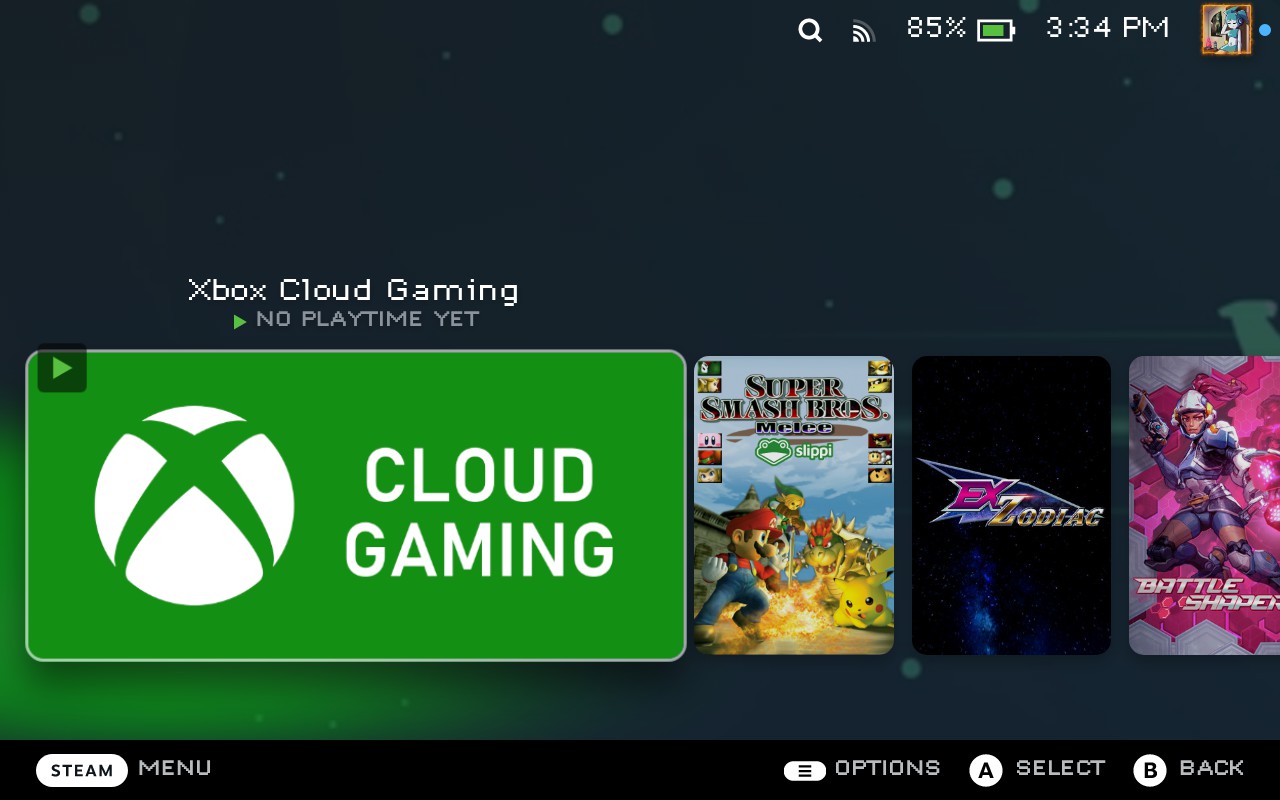 85%
3:34 PM
Xbox Cloud Gaming
NO PLAYTIME YET
CLOUD
GAMING
SUPER
SMASH BROS.
Melee
slippi
EX
ZODIAC
BATTLE
SHAPER
STEAM
MENU
OPTIONS
A
SELECT
B
BACK